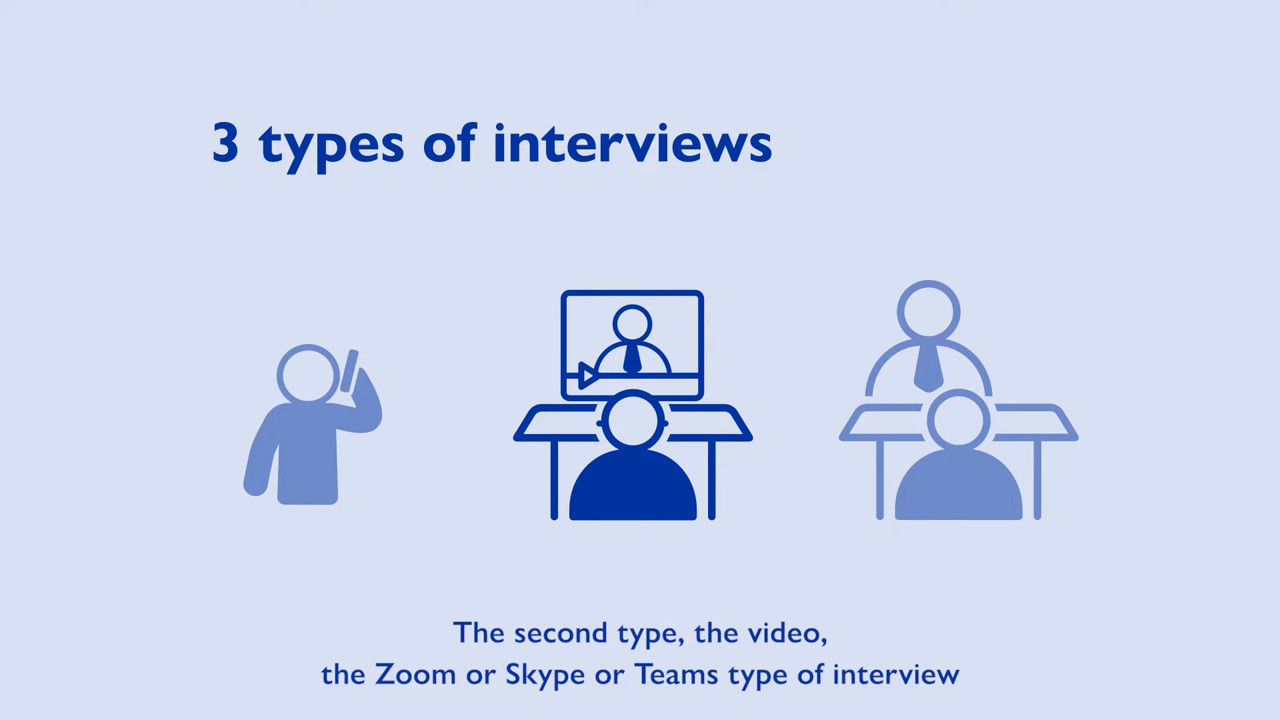 3 types of interviews
The second type, the video,
the Zoom or Skype or Teams type of interview